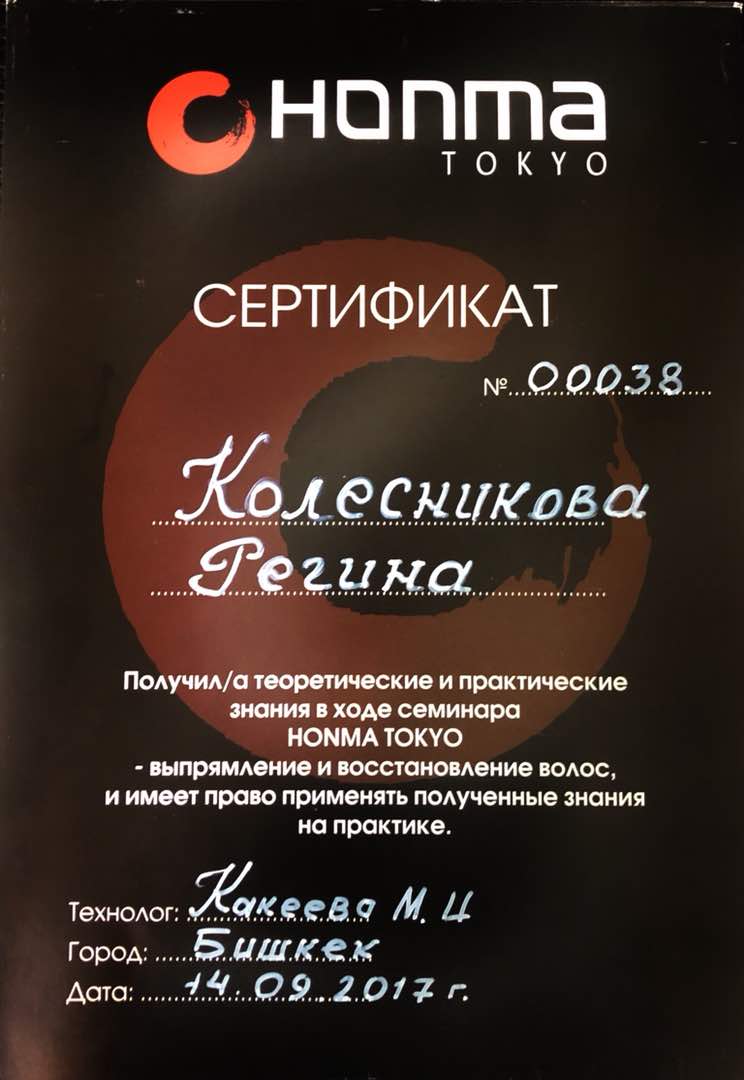 HONMA
TOKYO
СЕРТИФИКАТ
№ 00038
Колесникова
Регина
Получил/а теоретические и практические
знания в ходе семинара
HONMA TOKYO
- выпрямление и восстановление волос,
и имеет право применять полученные знания
на практике.
Технолог: Какеева М. Ц
Город: Бишкек
Дата: 14.09.2017 г.